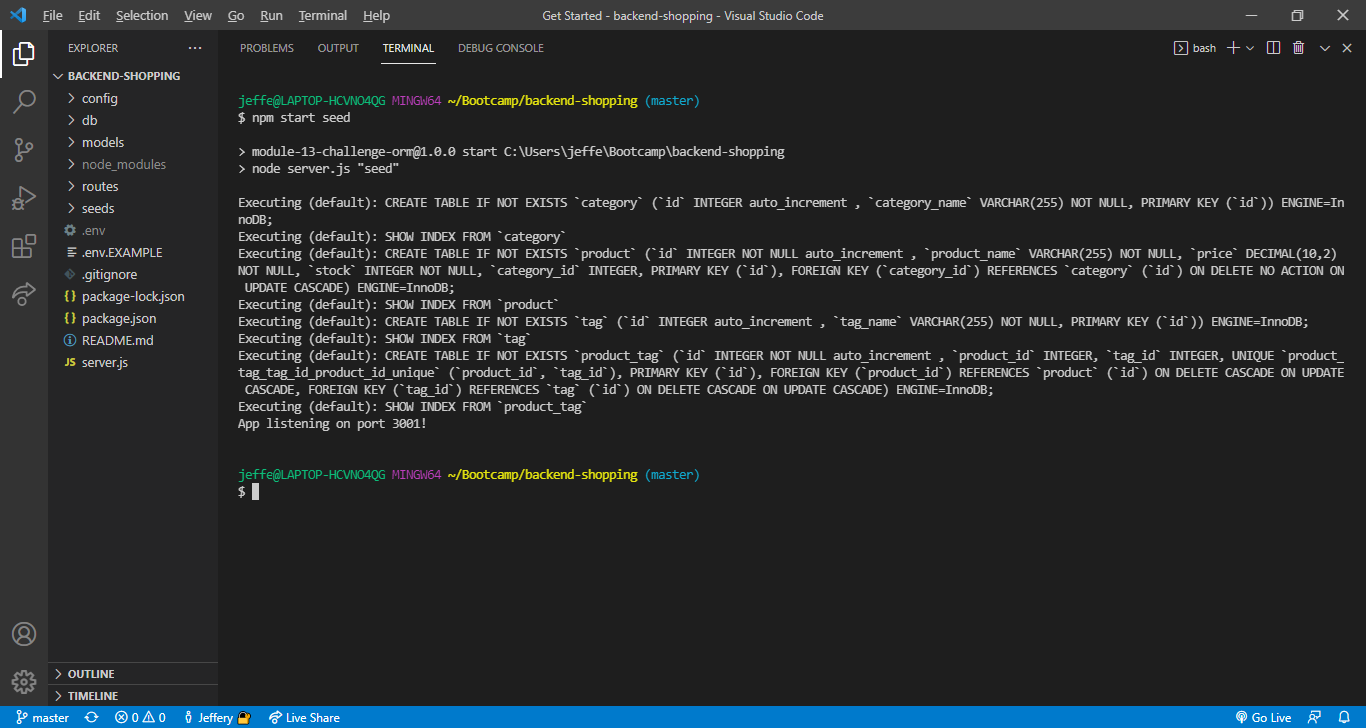 File Edit Selection View Go Run Terminal Help Get Started - backend-shopping - Visual Studio Code
EXPLORER
BACKEND-SHOPPING
config
db
models
node_modules
routes
seeds
.env
.env.EXAMPLE
.gitignore
{} package-lock.json
{} package.json
README.md
JS server.js
OUTLINE
TIMELINE
PROBLEMS OUTPUT TERMINAL DEBUG CONSOLE bash
jeffe@LAPTOP-HCVNO4QG MINGW64 ~/Bootcamp/backend-shopping (master)
$ npm start seed
> module-13-challenge-orm@1.0.0 start C:\Users\jeffe\Bootcamp\backend-shopping
> node server.js "seed"
Executing (default): CREATE TABLE IF NOT EXISTS `category` (`id` INTEGER auto_increment , `category_name` VARCHAR(255) NOT NULL, PRIMARY KEY (`id`)) ENGINE=In
noDB;
Executing (default): SHOW INDEX FROM `category`
Executing (default): CREATE TABLE IF NOT EXISTS `product` (`id` INTEGER NOT NULL auto_increment , `product_name` VARCHAR(255) NOT NULL, `price` DECIMAL(10,2)
NOT NULL, `stock` INTEGER NOT NULL, `category_id` INTEGER, PRIMARY KEY (`id`), FOREIGN KEY (`category_id`) REFERENCES `category` (`id`) ON DELETE NO ACTION ON
UPDATE CASCADE) ENGINE=InnoDB;
Executing (default): SHOW INDEX FROM `product`
Executing (default): CREATE TABLE IF NOT EXISTS `tag` (`id` INTEGER auto_increment , `tag_name` VARCHAR(255) NOT NULL, PRIMARY KEY (`id`)) ENGINE=InnoDB;
Executing (default): SHOW INDEX FROM `tag`
Executing (default): CREATE TABLE IF NOT EXISTS `product_tag` (`id` INTEGER NOT NULL auto_increment , `product_id` INTEGER, `tag_id` INTEGER, UNIQUE `product_
tag_tag_id_product_id_unique` (`product_id`, `tag_id`), PRIMARY KEY (`id`), FOREIGN KEY (`product_id`) REFERENCES `product` (`id`) ON DELETE CASCADE ON UPDATE
CASCADE, FOREIGN KEY (`tag_id`) REFERENCES `tag` (`id`) ON DELETE CASCADE ON UPDATE CASCADE) ENGINE=InnoDB;
Executing (default): SHOW INDEX FROM `product_tag`
App listening on port 3001!
jeffe@LAPTOP-HCVNO4QG MINGW64 ~/Bootcamp/backend-shopping (master)
$
master 0 0 Jeffery Live Share Go Live